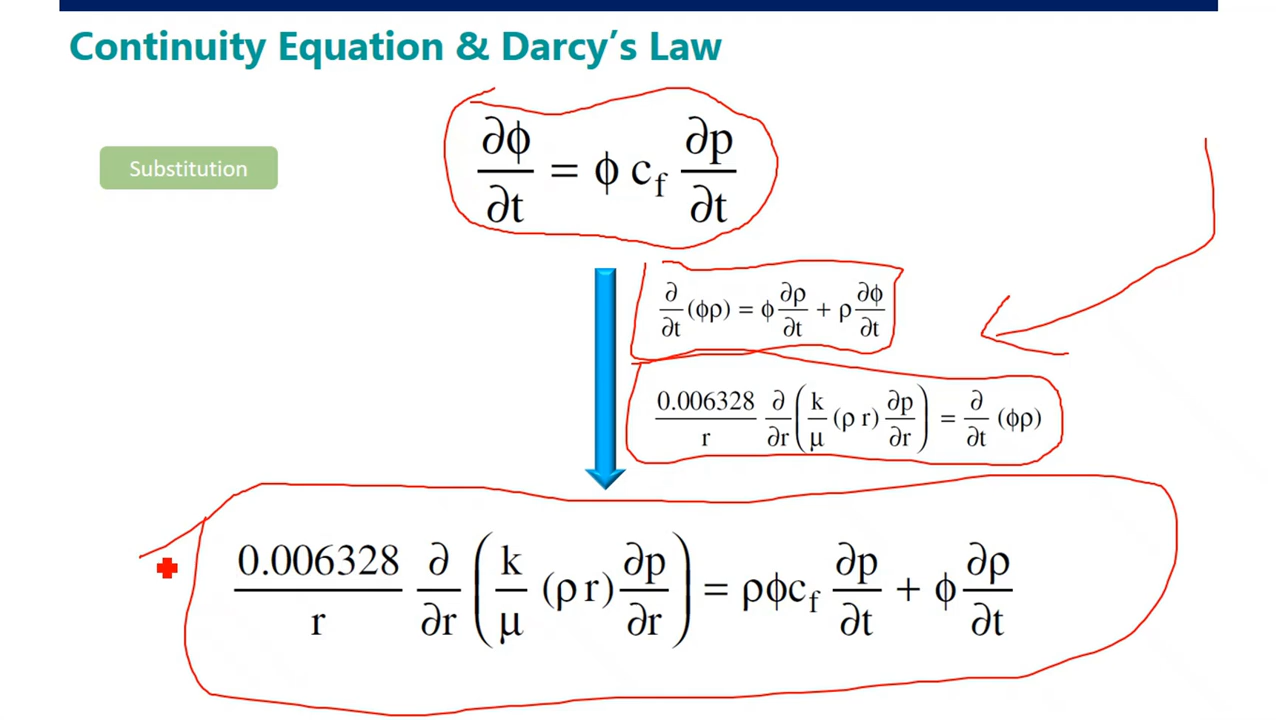 Continuity Equation & Darcy's Law
Substitution
∂ϕ/∂t = ϕ c_f ∂p/∂t
∂/∂t (ϕρ) = ϕ ∂ρ/∂t + ρ ∂ϕ/∂t
0.006328/r ∂/∂r (k/μ (ρ r) ∂p/∂r) = ∂/∂t (ϕρ)
0.006328/r ∂/∂r (k/μ (ρ r) ∂p/∂r) = ρϕc_f ∂p/∂t + ϕ ∂ρ/∂t